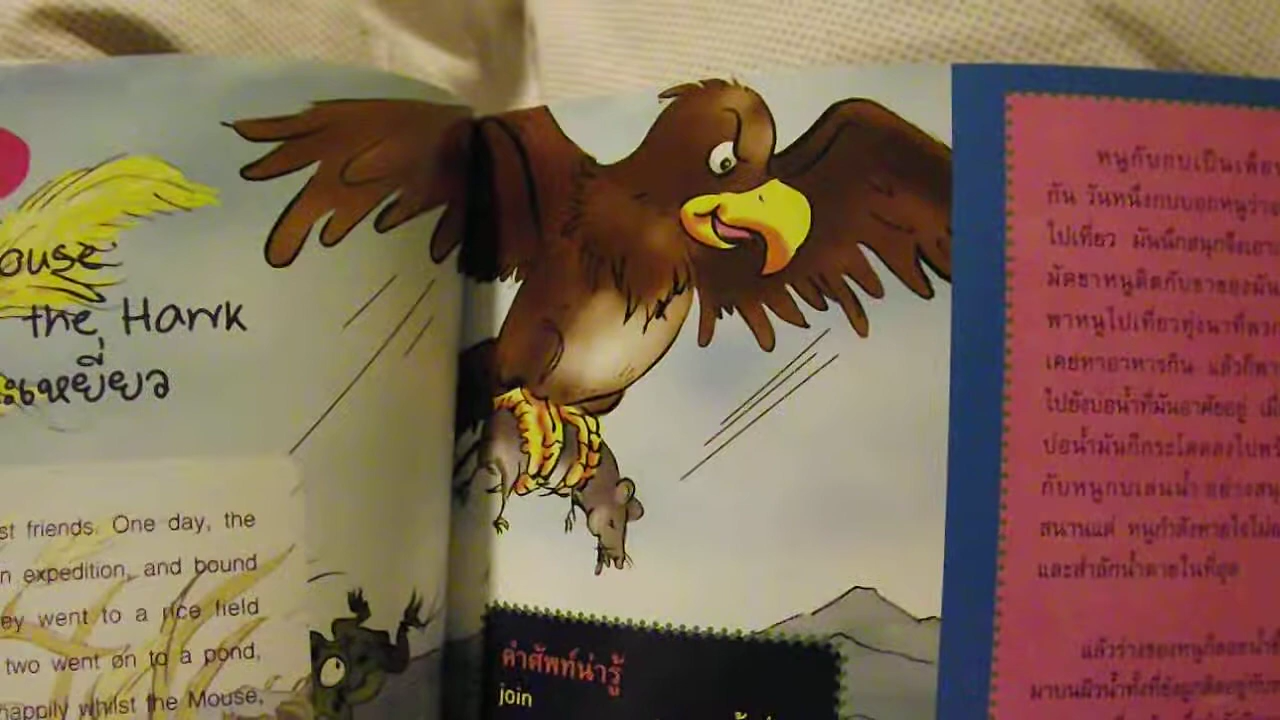 ouse
the Hawk
ะเหยี่ยว
st friends. One day, the
n expedition, and bound
ey went to a rice field
two went on to a pond,
happily whilst the Mouse,
คำศัพท์น่ารู้
join
หนูกับกบเป็นเพื่อน
กัน วันหนึ่งกบบอกหนูว่า
ไปเที่ยว มันนึกสนุกจึงเอา
มัดขาหนูติดกับขาของมัน
พาหนูไปเที่ยวทุ่งนาที่พวก
เคยหาอาหารกิน แล้วก็พา
ไปยังบ่อน้ำที่มันอาศัยอยู่ เมื่
บ่อน้ำมันก็กระโดดลงไปพร้
กับหนูกบเล่นน้ำ อย่างสนุ
สนานแต่ หนูกำลังหายใจไม่
และสำลักน้ำตายในที่สุด
แล้วร่างของหนูก็ลอยน้ำขึ้
มาบนผิวน้ำทั้งที่ยังผูกติดอยู่กับ